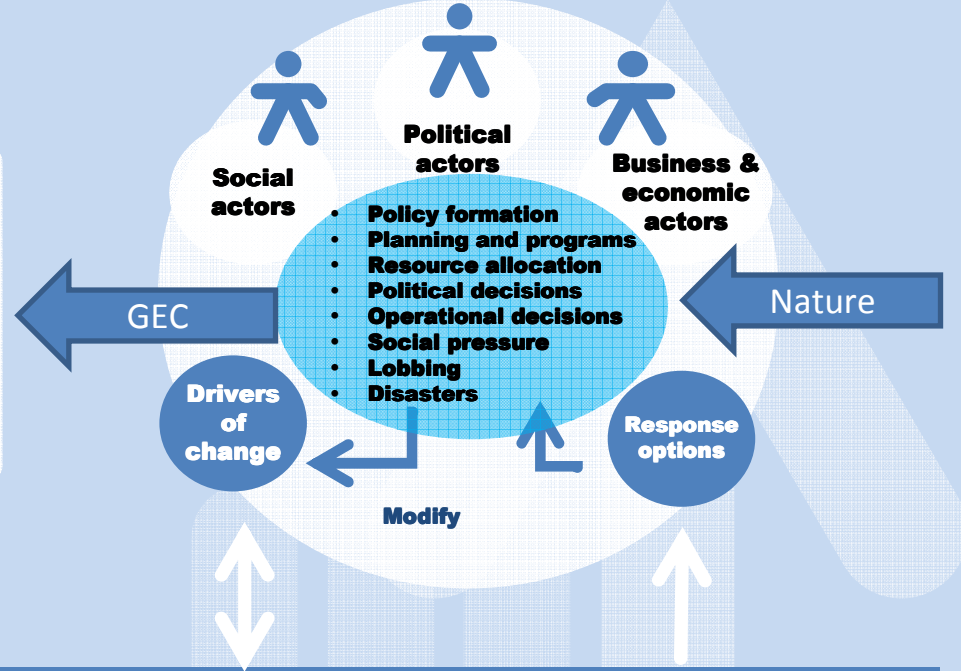 Political
actors
Social
actors
Business &
economic
actors
• Policy formation
• Planning and programs
• Resource allocation
• Political decisions
• Operational decisions
• Social pressure
• Lobbing
• Disasters
GEC
Nature
Drivers
of
change
Response
options
Modify